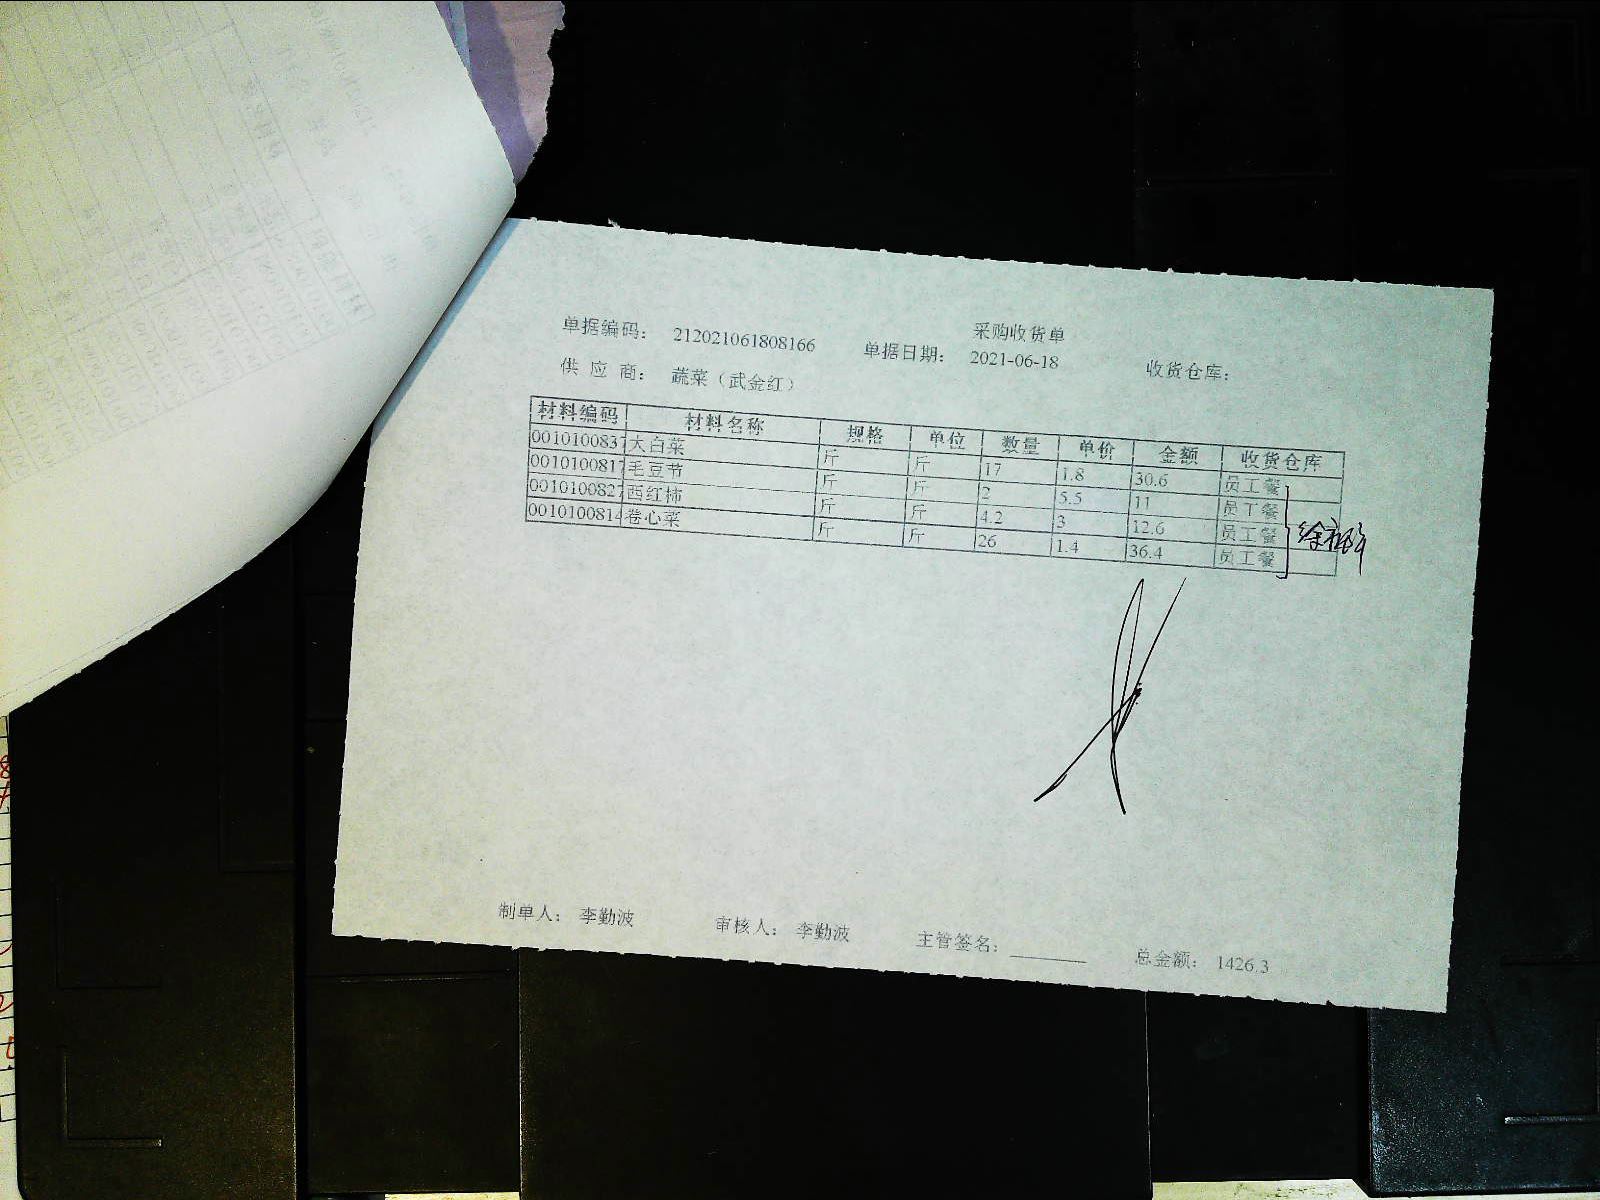 采购收货单
单据编码： 212021061808166 单据日期： 2021-06-18 收货仓库：
供 应 商： 蔬菜（武金红）
材料编码 材料名称 规格 单位 数量 单价 金额 收货仓库
0010100837 大白菜 斤 斤 17 1.8 30.6 员工餐
0010100817 毛豆节 斤 斤 2 5.5 11 员工餐
0010100827 西红柿 斤 斤 4.2 3 12.6 员工餐
0010100814 卷心菜 斤 斤 26 1.4 36.4 员工餐
制单人： 李勤波 审核人： 李勤波 主管签名： 总金额： 1426.3